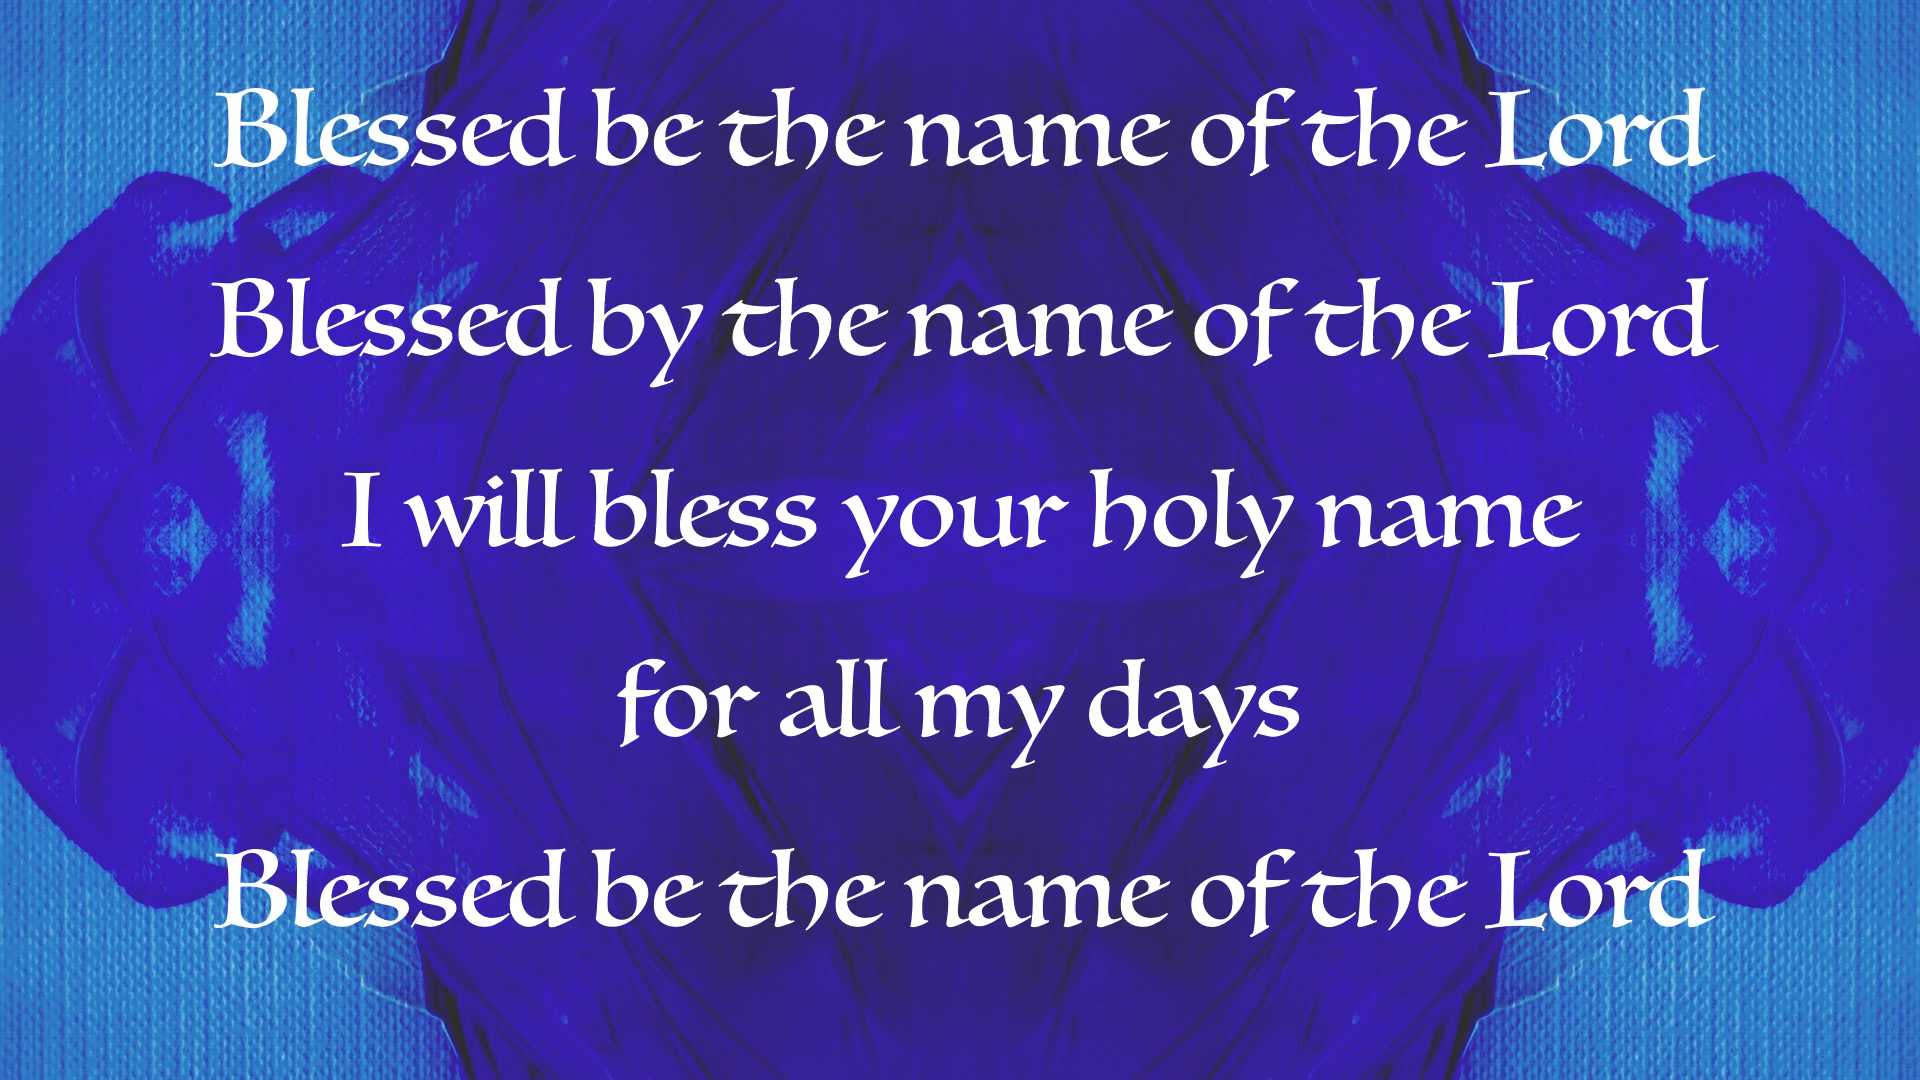 Blessed be the name of the Lord
Blessed by the name of the Lord
I will bless your holy name
for all my days
Blessed be the name of the Lord